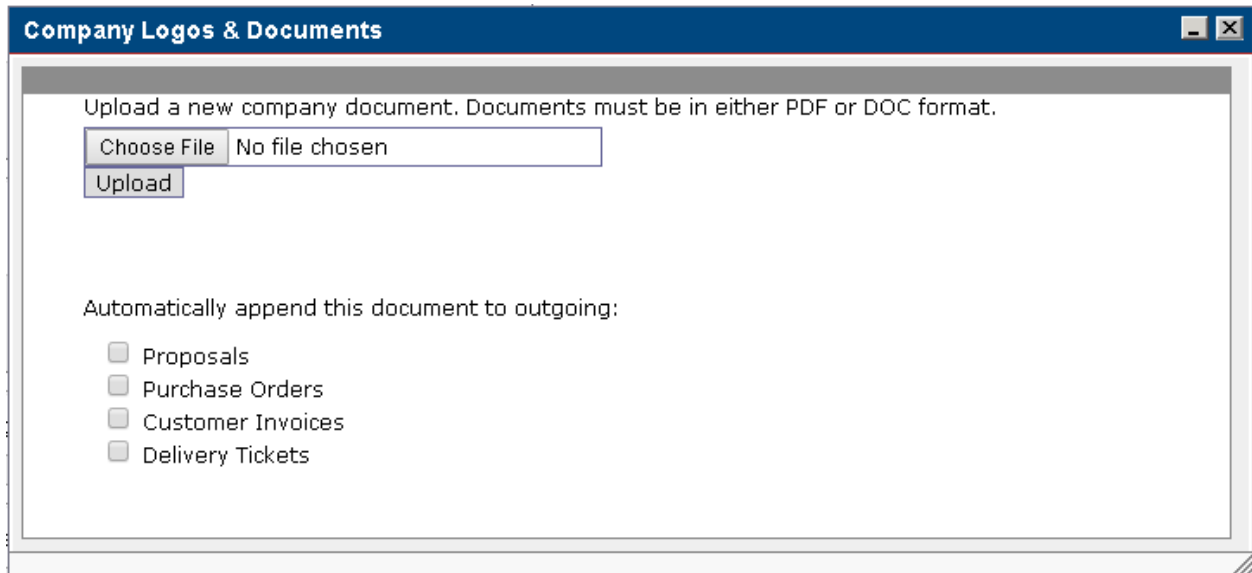 Company Logos & Documents
Upload a new company document. Documents must be in either PDF or DOC format.
Choose File No file chosen
Upload
Automatically append this document to outgoing:
Proposals
Purchase Orders
Customer Invoices
Delivery Tickets